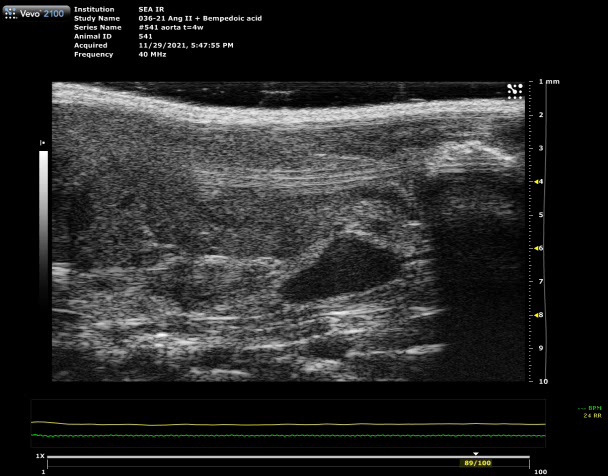 Vevo 2100
Institution SEA IR
Study Name 036-21 Ang II + Bempedoic acid
Series Name #541 aorta t=4w
Animal ID 541
Acquired 11/29/2021, 5:47:55 PM
Frequency 40 MHz
1 mm
2
3
4
5
6
7
8
9
10
--- BPM
24 RR
1X
89/100
1 100